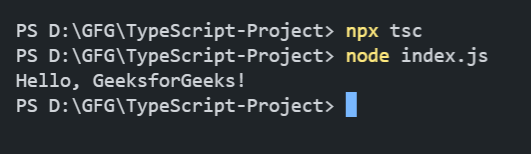 PS D:\GFG\TypeScript-Project> npx tsc
PS D:\GFG\TypeScript-Project> node index.js
Hello, GeeksforGeeks!
PS D:\GFG\TypeScript-Project>